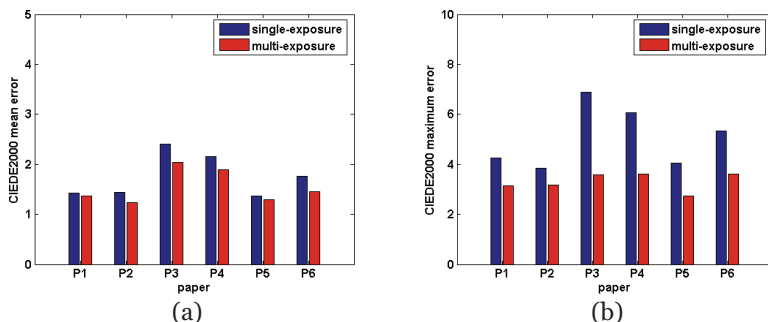 5
4
3
2
1
0
CIEDE2000 mean error
single-exposure
multi-exposure
P1 P2 P3 P4 P5 P6
paper
(a)
10
8
6
4
2
0
CIEDE2000 maximum error
single-exposure
multi-exposure
P1 P2 P3 P4 P5 P6
paper
(b)